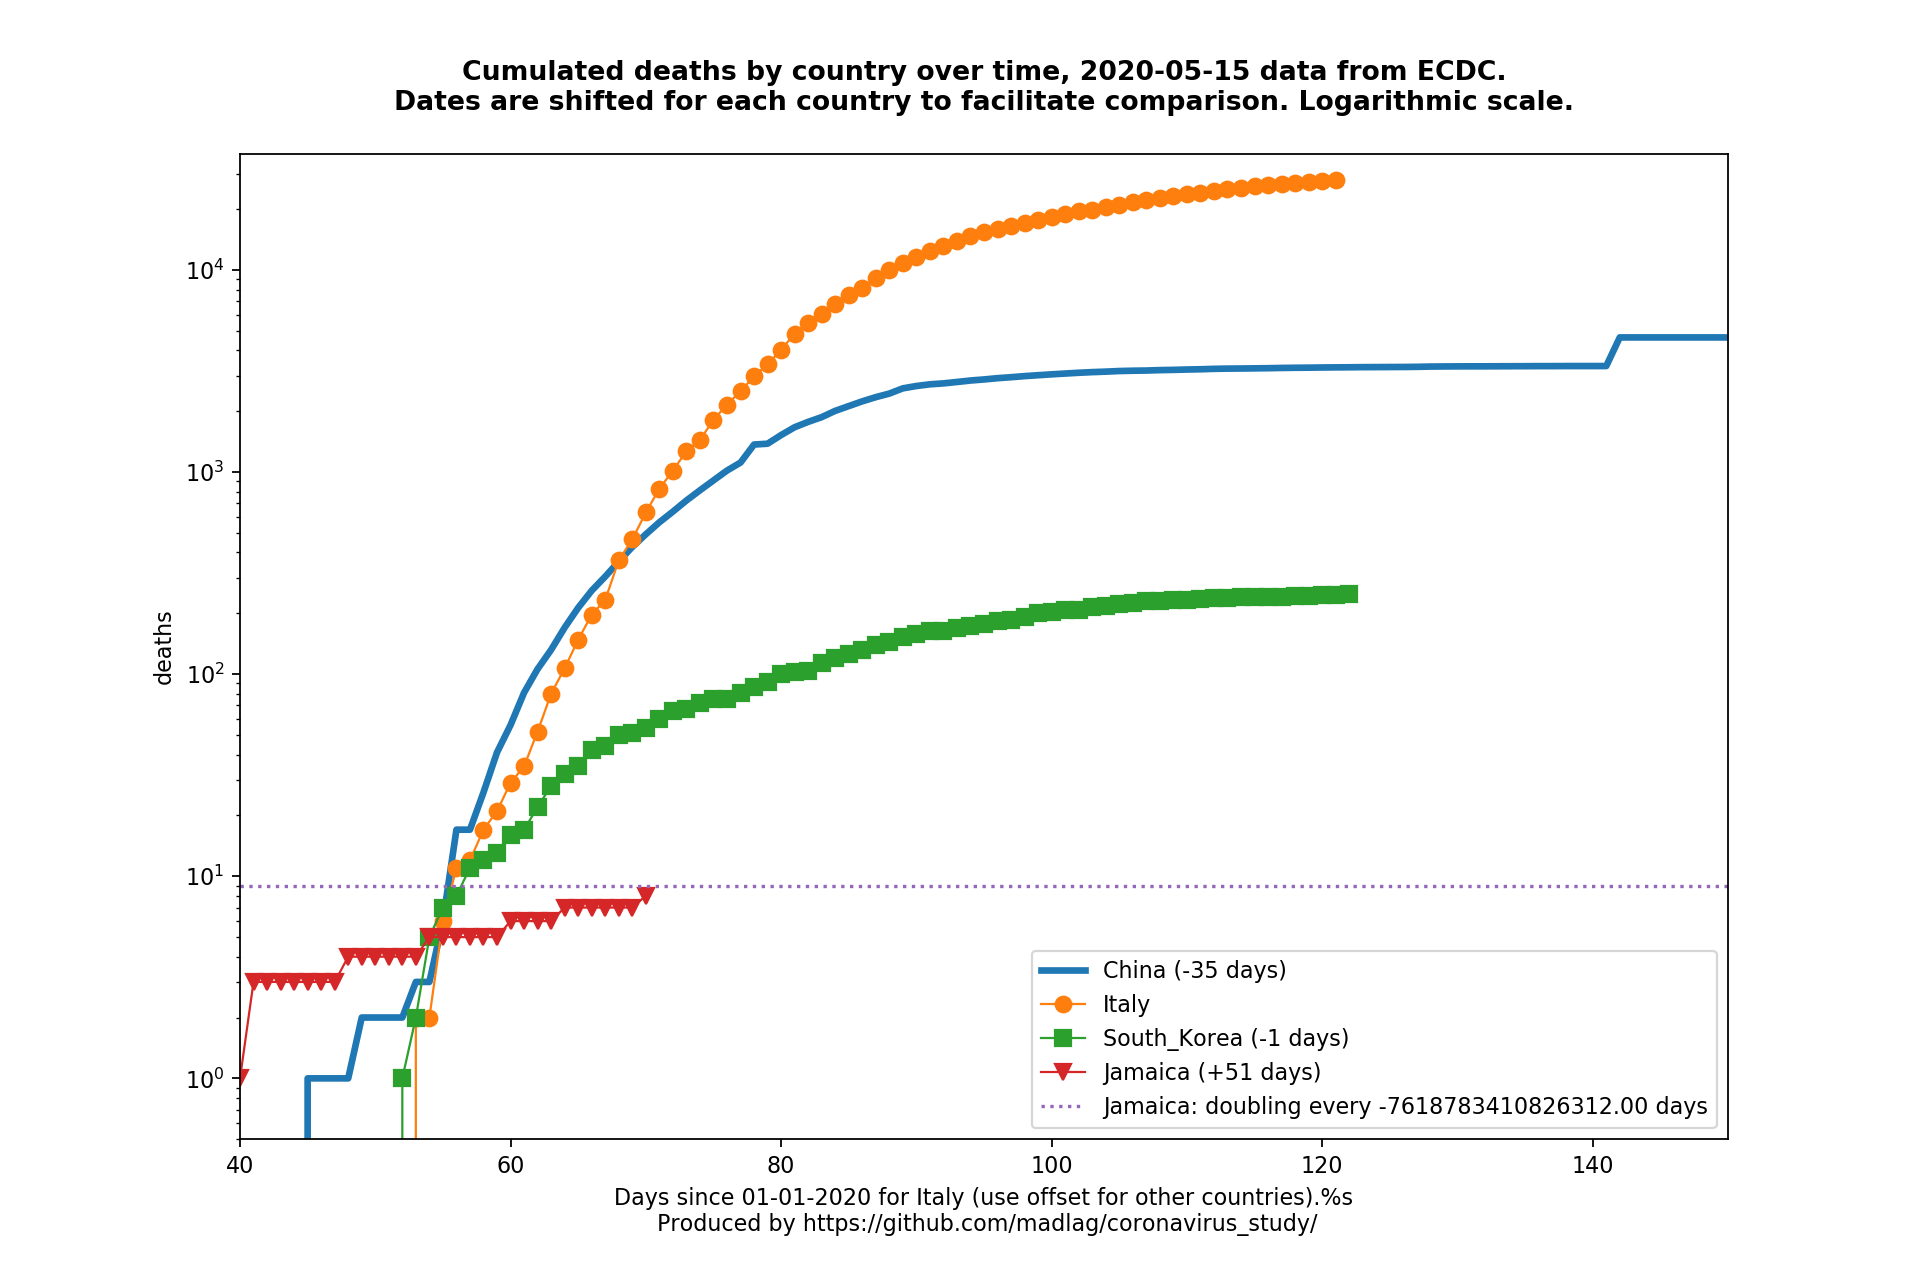 Cumulated deaths by country over time, 2020-05-15 data from ECDC.
Dates are shifted for each country to facilitate comparison. Logarithmic scale.
deaths
10^4
10^3
10^2
10^1
10^0
40 60 80 100 120 140
China (-35 days)
Italy
South_Korea (-1 days)
Jamaica (+51 days)
Jamaica: doubling every -7618783410826312.00 days
Days since 01-01-2020 for Italy (use offset for other countries).%s
Produced by https://github.com/madlag/coronavirus_study/